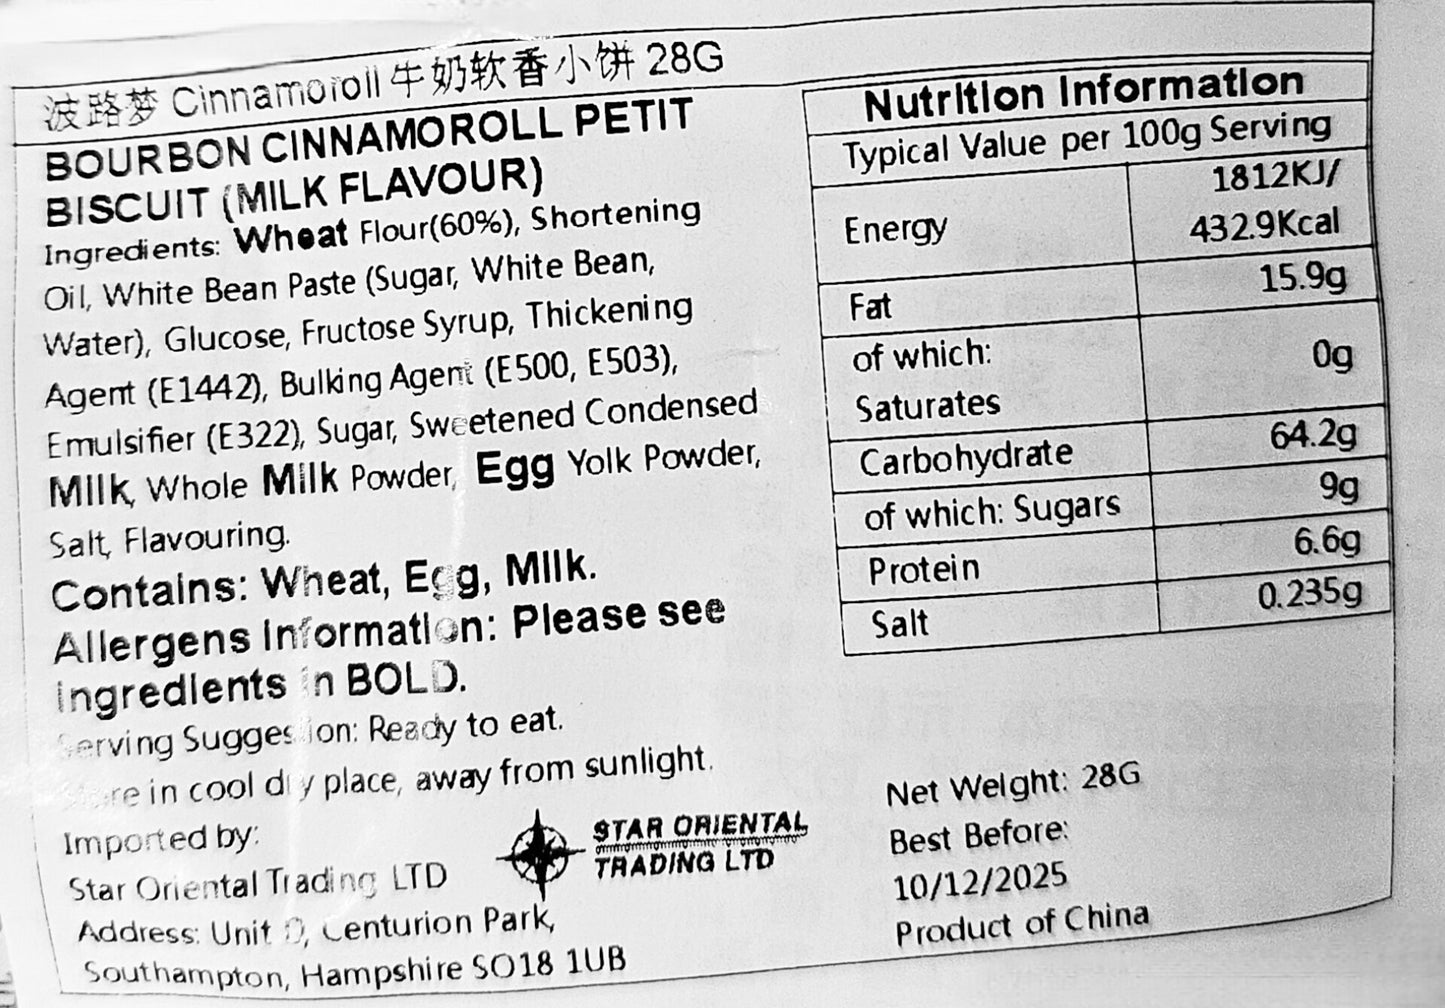 波路梦 Cinnamoroll 牛奶软香小饼 28G
BOURBON CINNAMOROLL PETIT
BISCUIT (MILK FLAVOUR)
Ingredients: Wheat Flour(60%), Shortening
Oil, White Bean Paste (Sugar, White Bean,
Water), Glucose, Fructose Syrup, Thickening
Agent (E1442), Bulking Agent (E500, E503),
Emulsifier (E322), Sugar, Sweetened Condensed
Milk, Whole Milk Powder, Egg Yolk Powder,
Salt, Flavouring.
Contains: Wheat, Egg, Milk.
Allergens Information: Please see
ingredients in BOLD.
Serving Suggestion: Ready to eat.
Store in cool dry place, away from sunlight.
Imported by:
Star Oriental Trading LTD
Address: Unit , Centurion Park,
Southampton, Hampshire SO18 1UB
STAR ORIENTAL
TRADING LTD
Nutrition Information
Typical Value per 100g Serving
Energy 1812KJ/
432.9Kcal
Fat 15.9g
of which: 0g
Saturates
Carbohydrate 64.2g
of which: Sugars 9g
Protein 6.6g
Salt 0.235g
Net Weight: 28G
Best Before:
10/12/2025
Product of China